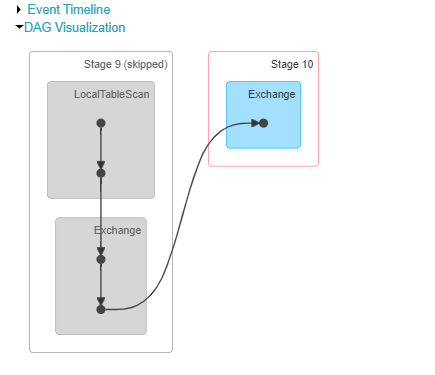 Event Timeline
DAG Visualization
Stage 9 (skipped)
Stage 10
LocalTableScan
Exchange
Exchange